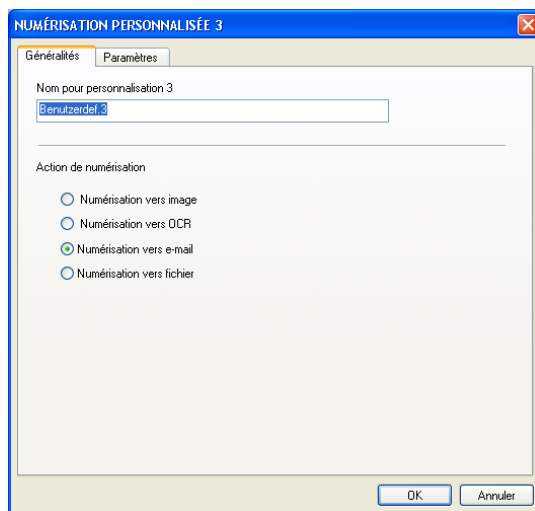 NUMÉRISATION PERSONNALISÉE 3
Généralités Paramètres
Nom pour personnalisation 3
Benutzerdef.3
Action de numérisation
Numérisation vers image
Numérisation vers OCR
Numérisation vers e-mail
Numérisation vers fichier
OK Annuler